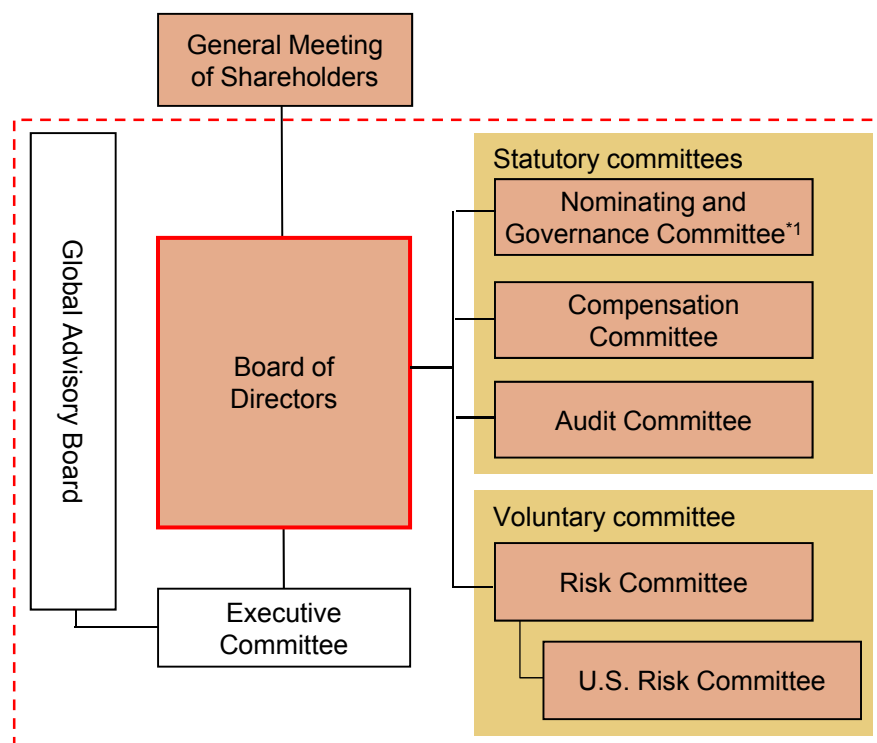 General Meeting
of Shareholders
Global Advisory Board
Board of
Directors
Executive
Committee
Statutory committees
Nominating and
Governance Committee*1
Compensation
Committee
Audit Committee
Voluntary committee
Risk Committee
U.S. Risk Committee